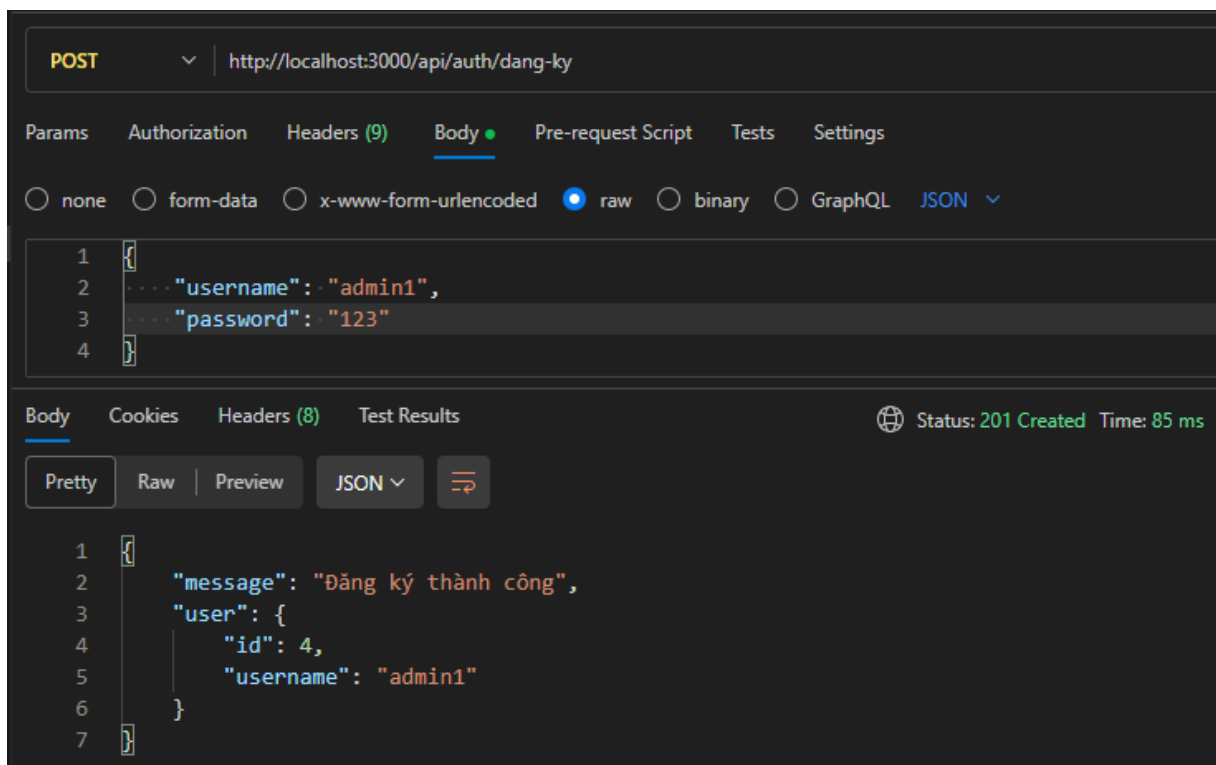 POST http://localhost:3000/api/auth/dang-ky
Params Authorization Headers (9) Body Pre-request Script Tests Settings
none form-data x-www-form-urlencoded raw binary GraphQL JSON
1 {
2 "username": "admin1",
3 "password": "123"
4 }
Body Cookies Headers (8) Test Results Status: 201 Created Time: 85 ms
Pretty Raw Preview JSON
1 {
2 "message": "Đăng ký thành công",
3 "user": {
4 "id": 4,
5 "username": "admin1"
6 }
7 }